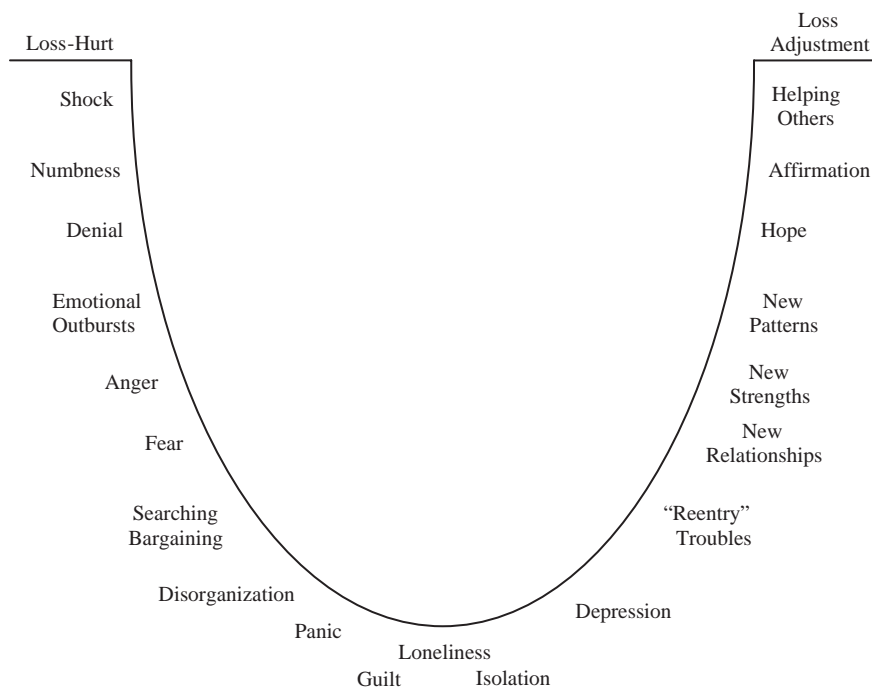 Loss-Hurt
Shock
Numbness
Denial
Emotional
Outbursts
Anger
Fear
Searching
Bargaining
Disorganization
Panic
Guilt
Loneliness
Isolation
Depression
“Reentry”
Troubles
New
Relationships
New
Strengths
New
Patterns
Hope
Affirmation
Helping
Others
Loss
Adjustment